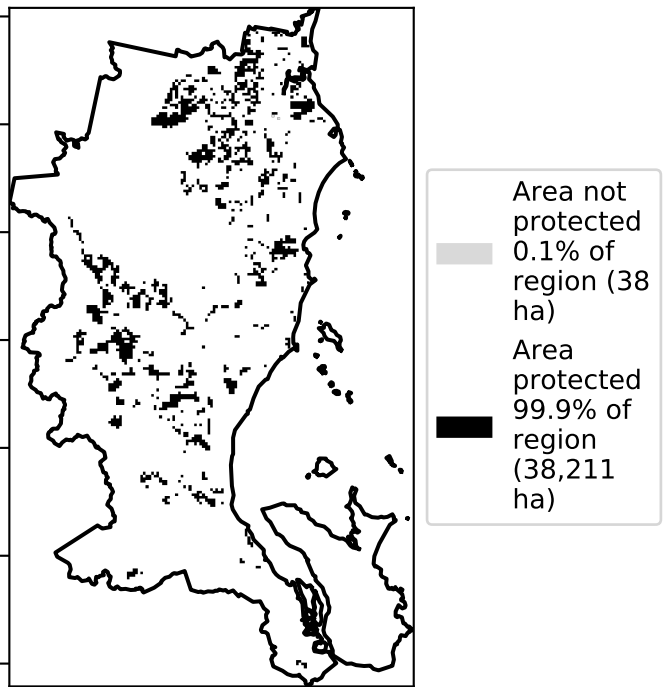 Area not
protected
0.1% of
region (38
ha)
Area
protected
99.9% of
region
(38,211
ha)